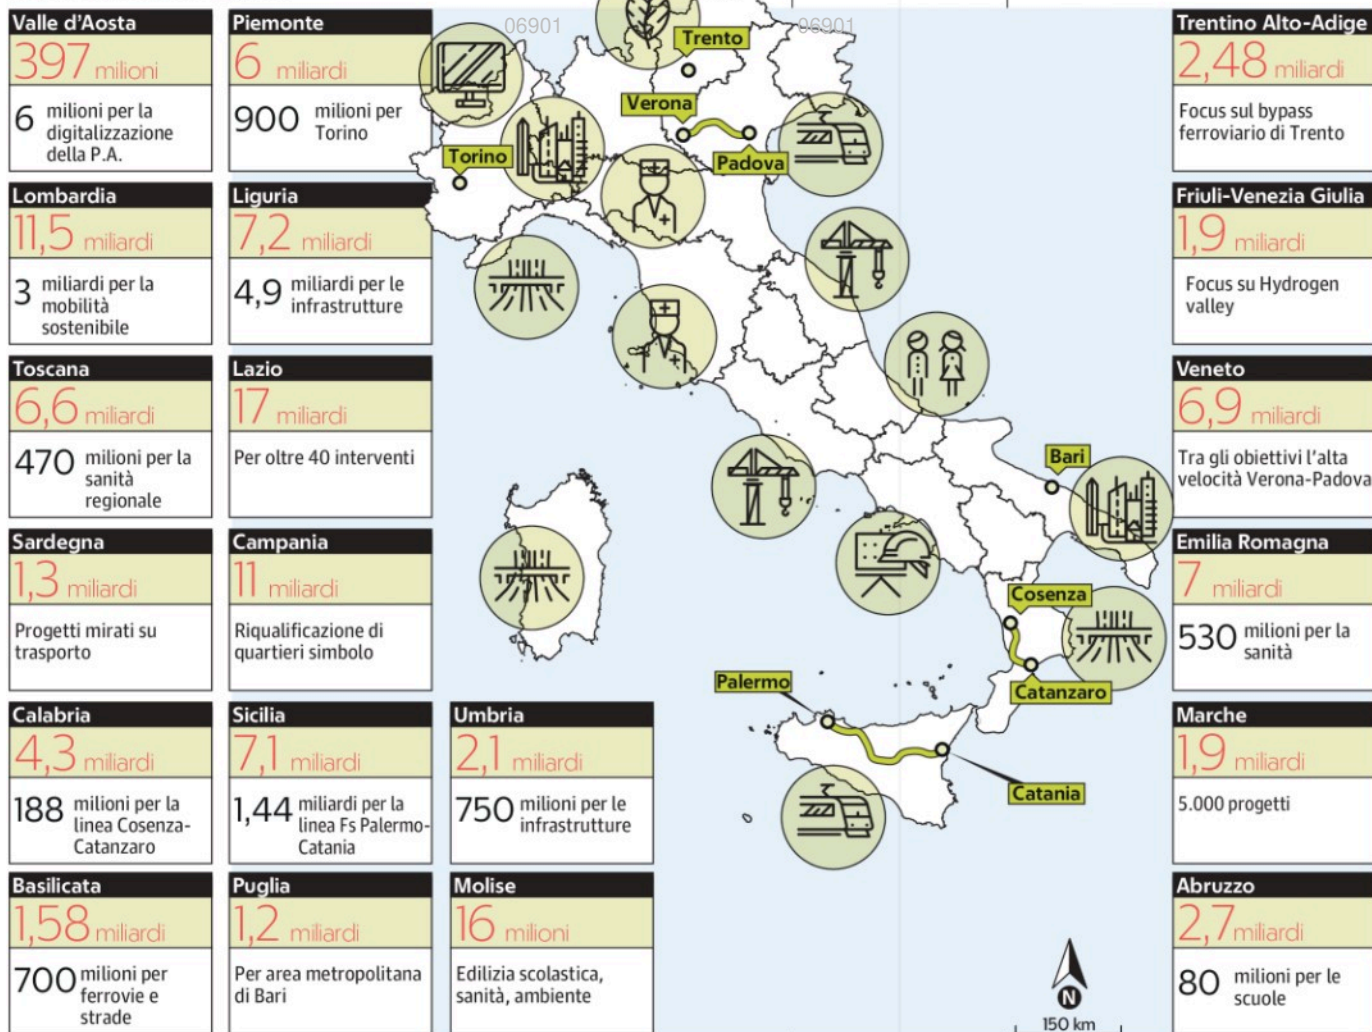 06901
06901
Valle d'Aosta
397 milioni
6 milioni per la
digitalizzazione
della P.A.
Piemonte
6 miliardi
900 milioni per
Torino
Lombardia
11,5 miliardi
3 miliardi per la
mobilità
sostenibile
Liguria
7,2 miliardi
4,9 miliardi per le
infrastrutture
Toscana
6,6 miliardi
470 milioni per la
sanità
regionale
Lazio
17 miliardi
Per oltre 40 interventi
Sardegna
1,3 miliardi
Progetti mirati su
trasporto
Campania
11 miliardi
Riqualificazione di
quartieri simbolo
Calabria
4,3 miliardi
188 milioni per la
linea Cosenza-
Catanzaro
Sicilia
7,1 miliardi
1,44 miliardi per la
linea Fs Palermo-
Catania
Umbria
2,1 miliardi
750 milioni per le
infrastrutture
Basilicata
1,58 miliardi
700 milioni per
ferrovie e
strade
Puglia
1,2 miliardi
Per area metropolitana
di Bari
Molise
16 milioni
Edilizia scolastica,
sanità, ambiente
Trento
Verona
Padova
Torino
Bari
Cosenza
Catanzaro
Palermo
Catania
N
150 km
Trentino Alto-Adige
2,48 miliardi
Focus sul bypass
ferroviario di Trento
Friuli-Venezia Giulia
1,9 miliardi
Focus su Hydrogen
valley
Veneto
6,9 miliardi
Tra gli obiettivi l'alta
velocità Verona-Padova
Emilia Romagna
7 miliardi
530 milioni per la
sanità
Marche
1,9 miliardi
5.000 progetti
Abruzzo
2,7 miliardi
80 milioni per le
scuole